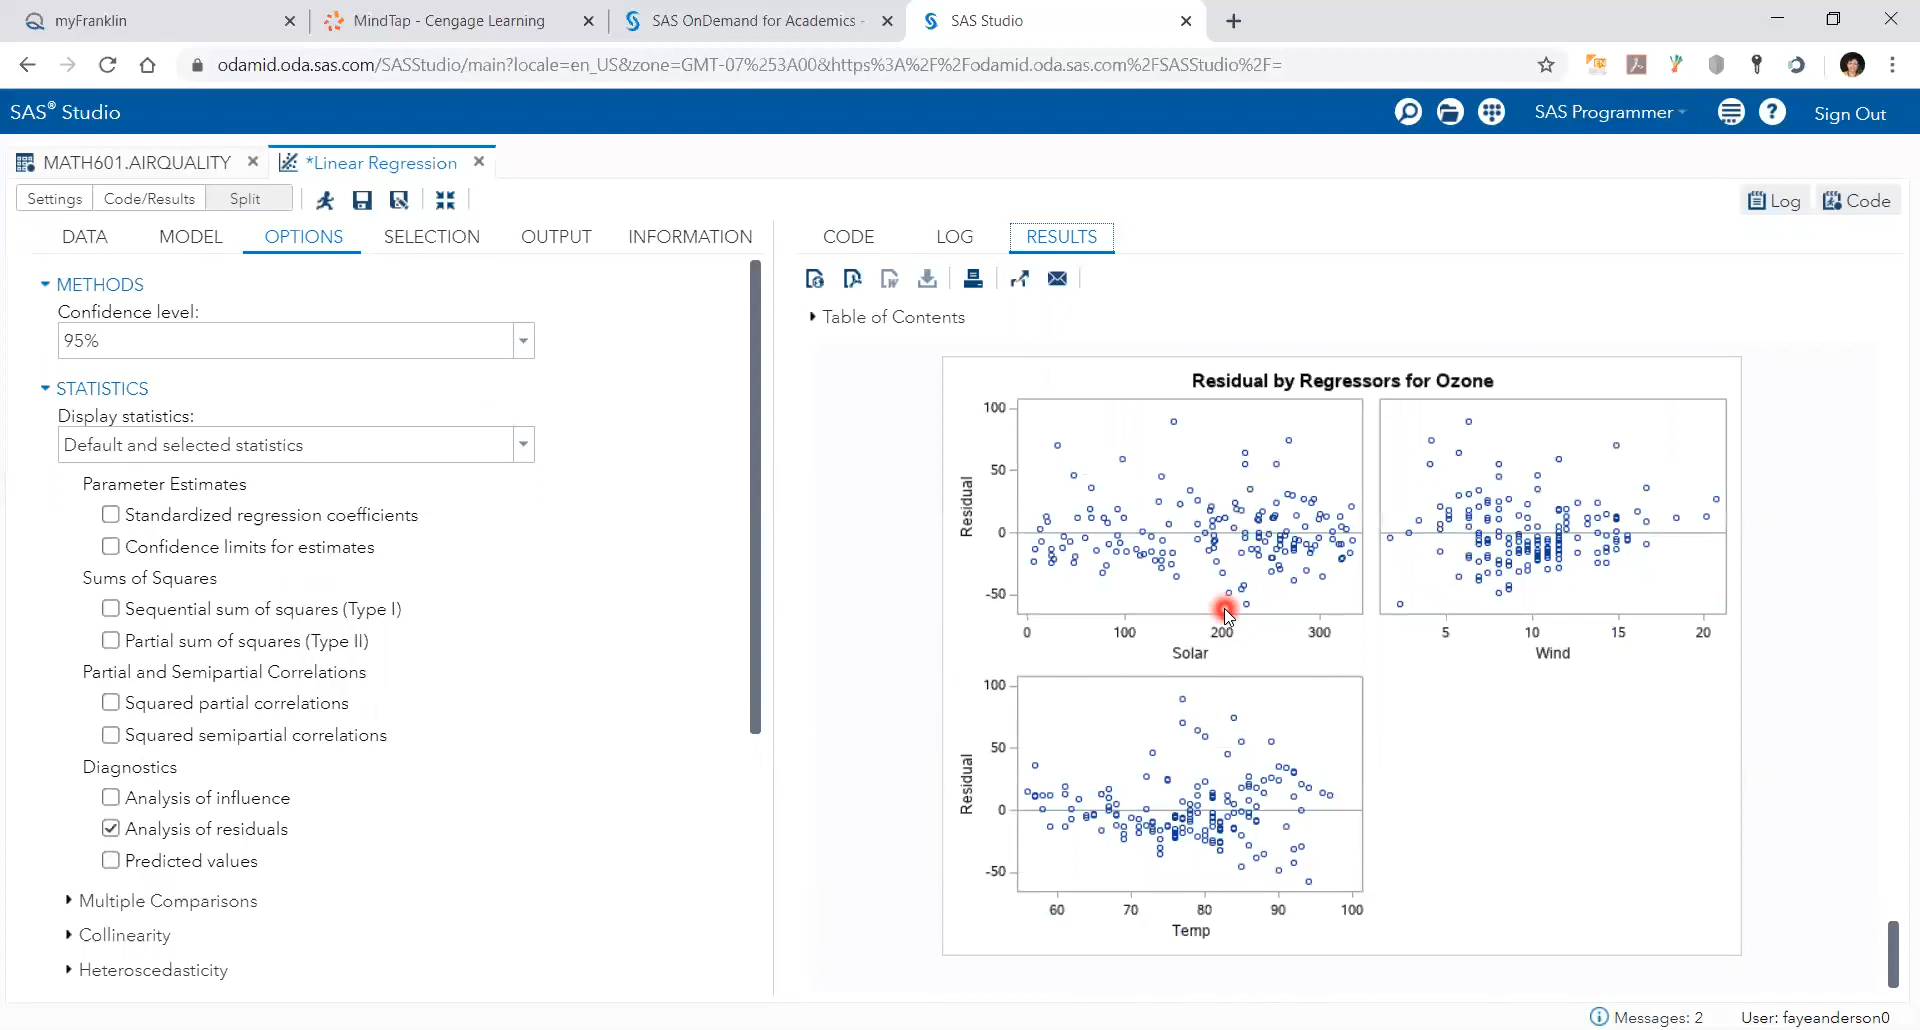 myFranklin
MindTap - Cengage Learning
SAS OnDemand for Academics -
SAS Studio
odamid.oda.sas.com/SASStudio/main?locale=en_US&zone=GMT-07%253A00&https%3A%2F%2Fodamid.oda.sas.com%2FSASStudio%2F=
SAS® Studio
SAS Programmer
Sign Out
MATH601.AIRQUALITY
*Linear Regression
Settings
Code/Results
Split
Log
Code
DATA
MODEL
OPTIONS
SELECTION
OUTPUT
INFORMATION
METHODS
Confidence level:
95%
STATISTICS
Display statistics:
Default and selected statistics
Parameter Estimates
Standardized regression coefficients
Confidence limits for estimates
Sums of Squares
Sequential sum of squares (Type I)
Partial sum of squares (Type II)
Partial and Semipartial Correlations
Squared partial correlations
Squared semipartial correlations
Diagnostics
Analysis of influence
Analysis of residuals
Predicted values
Multiple Comparisons
Collinearity
Heteroscedasticity
CODE
LOG
RESULTS
Table of Contents
Residual by Regressors for Ozone
100
50
0
-50
Residual
0 100 200 300
Solar
5 10 15 20
Wind
100
50
0
-50
Residual
60 70 80 90 100
Temp
Messages: 2
User: fayeanderson0